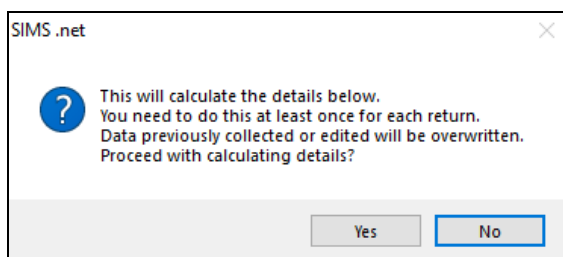 SIMS .net
This will calculate the details below.
You need to do this at least once for each return.
Data previously collected or edited will be overwritten.
Proceed with calculating details?
Yes
No